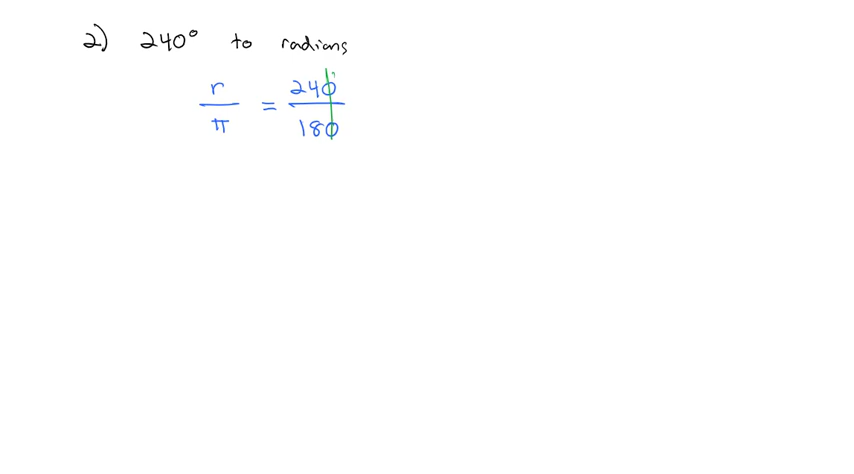 2) 240° to radians
r/π = 240/180